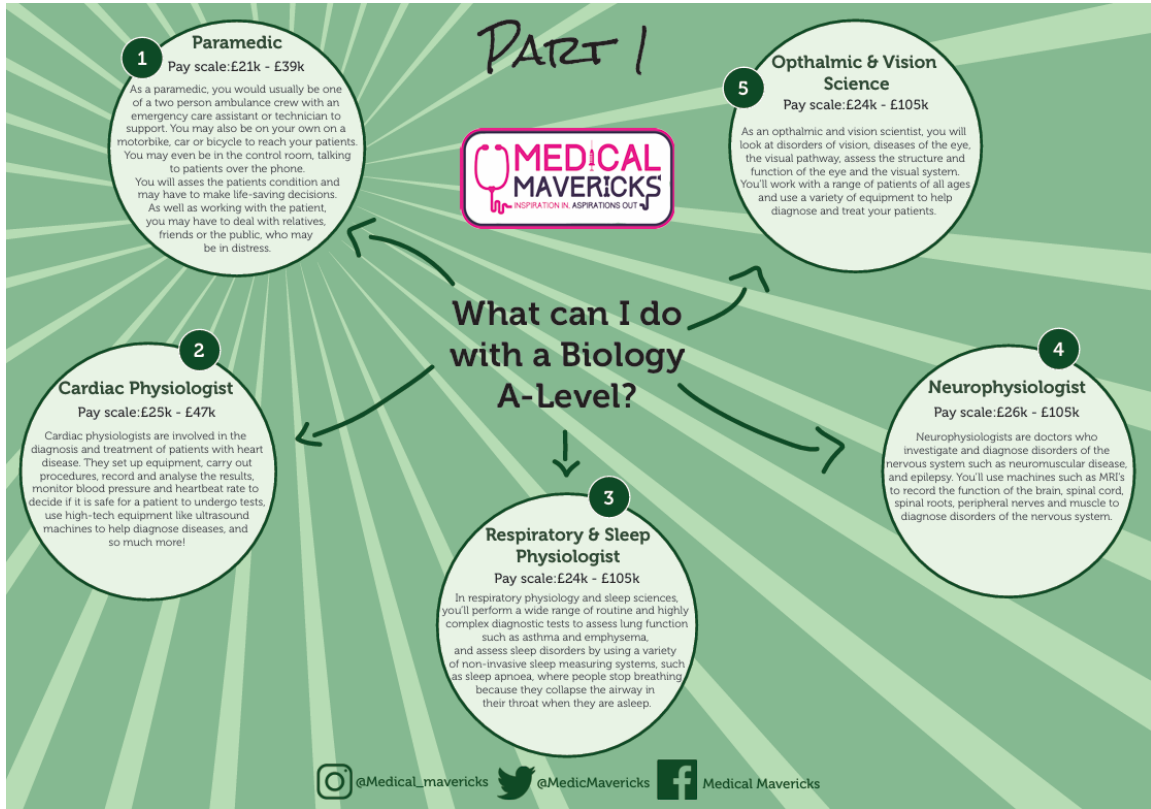 PART 1
MEDICAL
MAVERICKS
INSPIRATION IN, ASPIRATIONS OUT
What can I do
with a Biology
A-Level?
1
Paramedic
Pay scale:£21k - £39k
As a paramedic, you would usually be one
of a two person ambulance crew with an
emergency care assistant or technician to
support. You may also be on your own on a
motorbike, car or bicycle to reach your patients.
You may even be in the control room, talking
to patients over the phone.
You will asses the patients condition and
may have to make life-saving decisions.
As well as working with the patient,
you may have to deal with relatives,
friends or the public, who may
be in distress.
2
Cardiac Physiologist
Pay scale:£25k - £47k
Cardiac physiologists are involved in the
diagnosis and treatment of patients with heart
disease. They set up equipment, carry out
procedures, record and analyse the results,
monitor blood pressure and heartbeat rate to
decide if it is safe for a patient to undergo tests,
use high-tech equipment like ultrasound
machines to help diagnose diseases, and
so much more!
3
Respiratory & Sleep
Physiologist
Pay scale:£24k - £105k
In respiratory physiology and sleep sciences,
you'll perform a wide range of routine and highly
complex diagnostic tests to assess lung function
such as asthma and emphysema,
and assess sleep disorders by using a variety
of non-invasive sleep measuring systems, such
as sleep apnoea, where people stop breathing
because they collapse the airway in
their throat when they are asleep.
4
Neurophysiologist
Pay scale:£26k - £105k
Neurophysiologists are doctors who
investigate and diagnose disorders of the
nervous system such as neuromuscular disease,
and epilepsy. You'll use machines such as MRI's
to record the function of the brain, spinal cord,
spinal roots, peripheral nerves and muscle to
diagnose disorders of the nervous system.
5
Opthalmic & Vision
Science
Pay scale:£24k - £105k
As an opthalmic and vision scientist, you will
look at disorders of vision, diseases of the eye,
the visual pathway, assess the structure and
function of the eye and the visual system.
You'll work with a range of patients of all ages
and use a variety of equipment to help
diagnose and treat your patients.
@Medical_mavericks @MedicMavericks Medical Mavericks